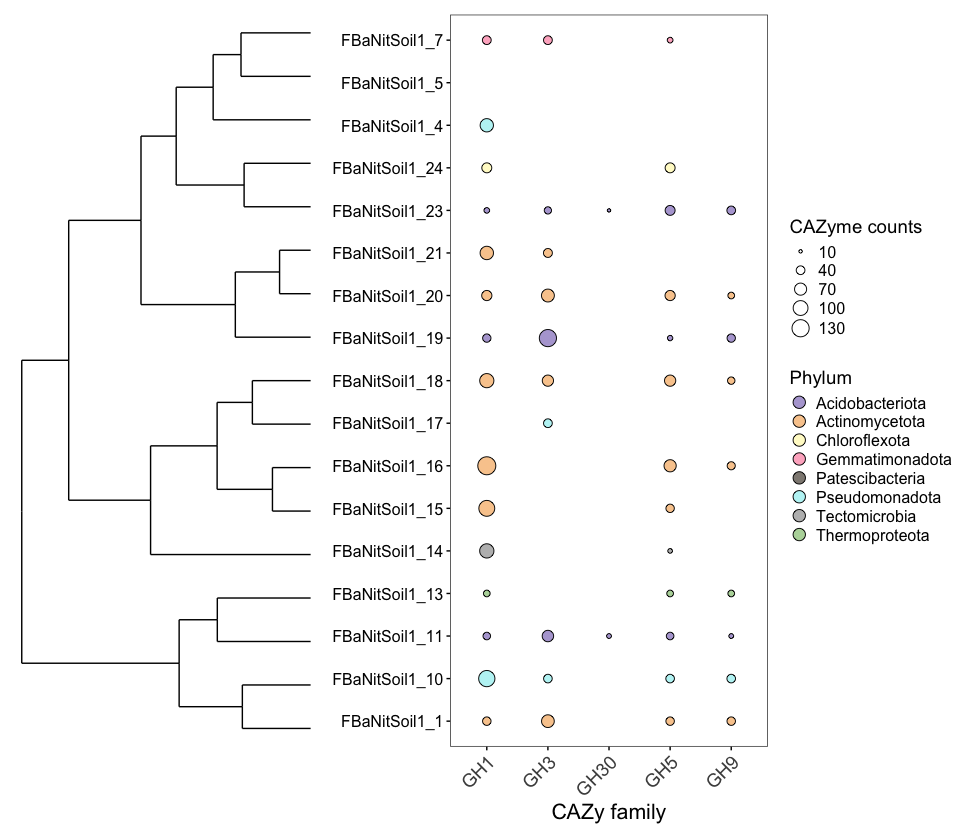 FBaNitSoil1_7
FBaNitSoil1_5
FBaNitSoil1_4
FBaNitSoil1_24
FBaNitSoil1_23
FBaNitSoil1_21
FBaNitSoil1_20
FBaNitSoil1_19
FBaNitSoil1_18
FBaNitSoil1_17
FBaNitSoil1_16
FBaNitSoil1_15
FBaNitSoil1_14
FBaNitSoil1_13
FBaNitSoil1_11
FBaNitSoil1_10
FBaNitSoil1_1
GH1
GH3
GH30
GH5
GH9
CAZy family
CAZyme counts
10
40
70
100
130
Phylum
Acidobacteriota
Actinomycetota
Chloroflexota
Gemmatimonadota
Patescibacteria
Pseudomonadota
Tectomicrobia
Thermoproteota